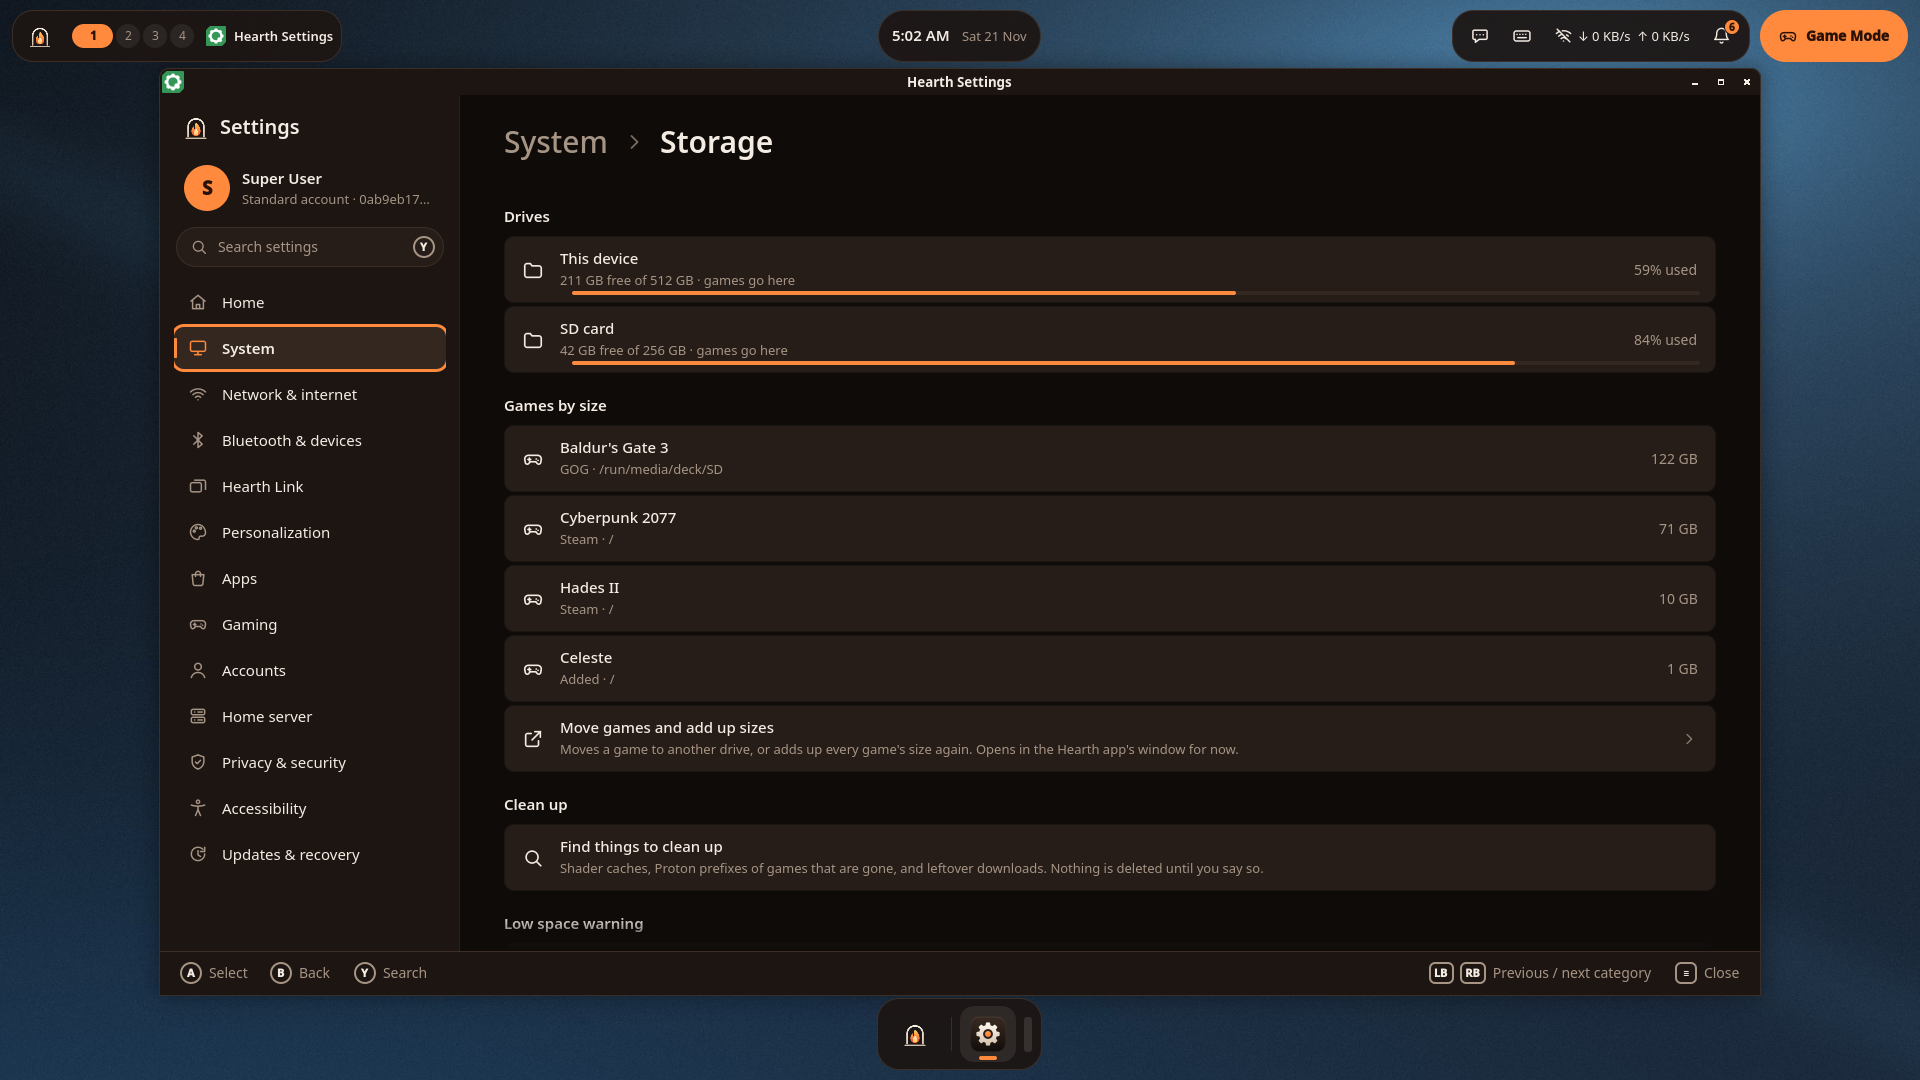 1 2 3 4 Hearth Settings
5:02 AM Sat 21 Nov
↓ 0 KB/s ↑ 0 KB/s
6
Game Mode
Hearth Settings
Settings
S
Super User
Standard account · 0ab9eb17...
Search settings Y
Home
System
Network & internet
Bluetooth & devices
Hearth Link
Personalization
Apps
Gaming
Accounts
Home server
Privacy & security
Accessibility
Updates & recovery
System > Storage
Drives
This device
211 GB free of 512 GB · games go here
59% used
SD card
42 GB free of 256 GB · games go here
84% used
Games by size
Baldur's Gate 3
GOG · /run/media/deck/SD
122 GB
Cyberpunk 2077
Steam · /
71 GB
Hades II
Steam · /
10 GB
Celeste
Added · /
1 GB
Move games and add up sizes
Moves a game to another drive, or adds up every game's size again. Opens in the Hearth app's window for now.
Clean up
Find things to clean up
Shader caches, Proton prefixes of games that are gone, and leftover downloads. Nothing is deleted until you say so.
Low space warning
A Select B Back Y Search
LB RB Previous / next category ≡ Close